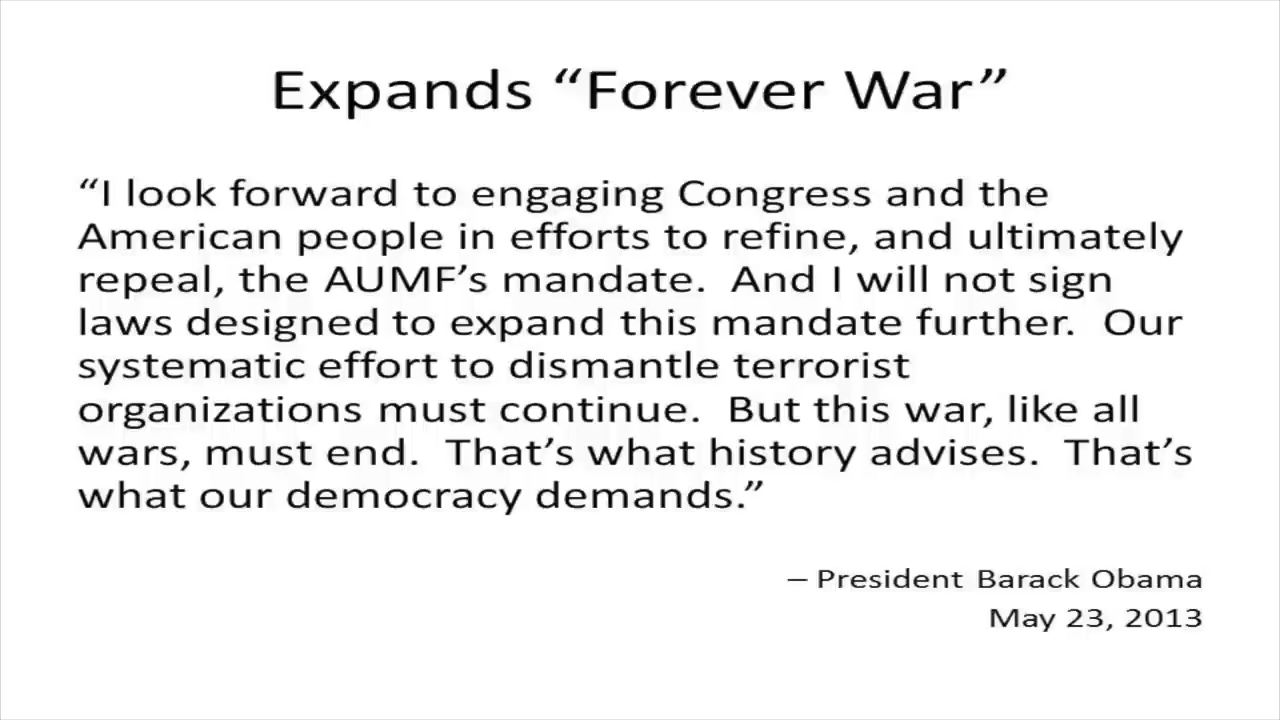 Expands “Forever War”
“I look forward to engaging Congress and the
American people in efforts to refine, and ultimately
repeal, the AUMF’s mandate.  And I will not sign
laws designed to expand this mandate further.  Our
systematic effort to dismantle terrorist
organizations must continue.  But this war, like all
wars, must end.  That’s what history advises.  That’s
what our democracy demands.”
– President Barack Obama
May 23, 2013